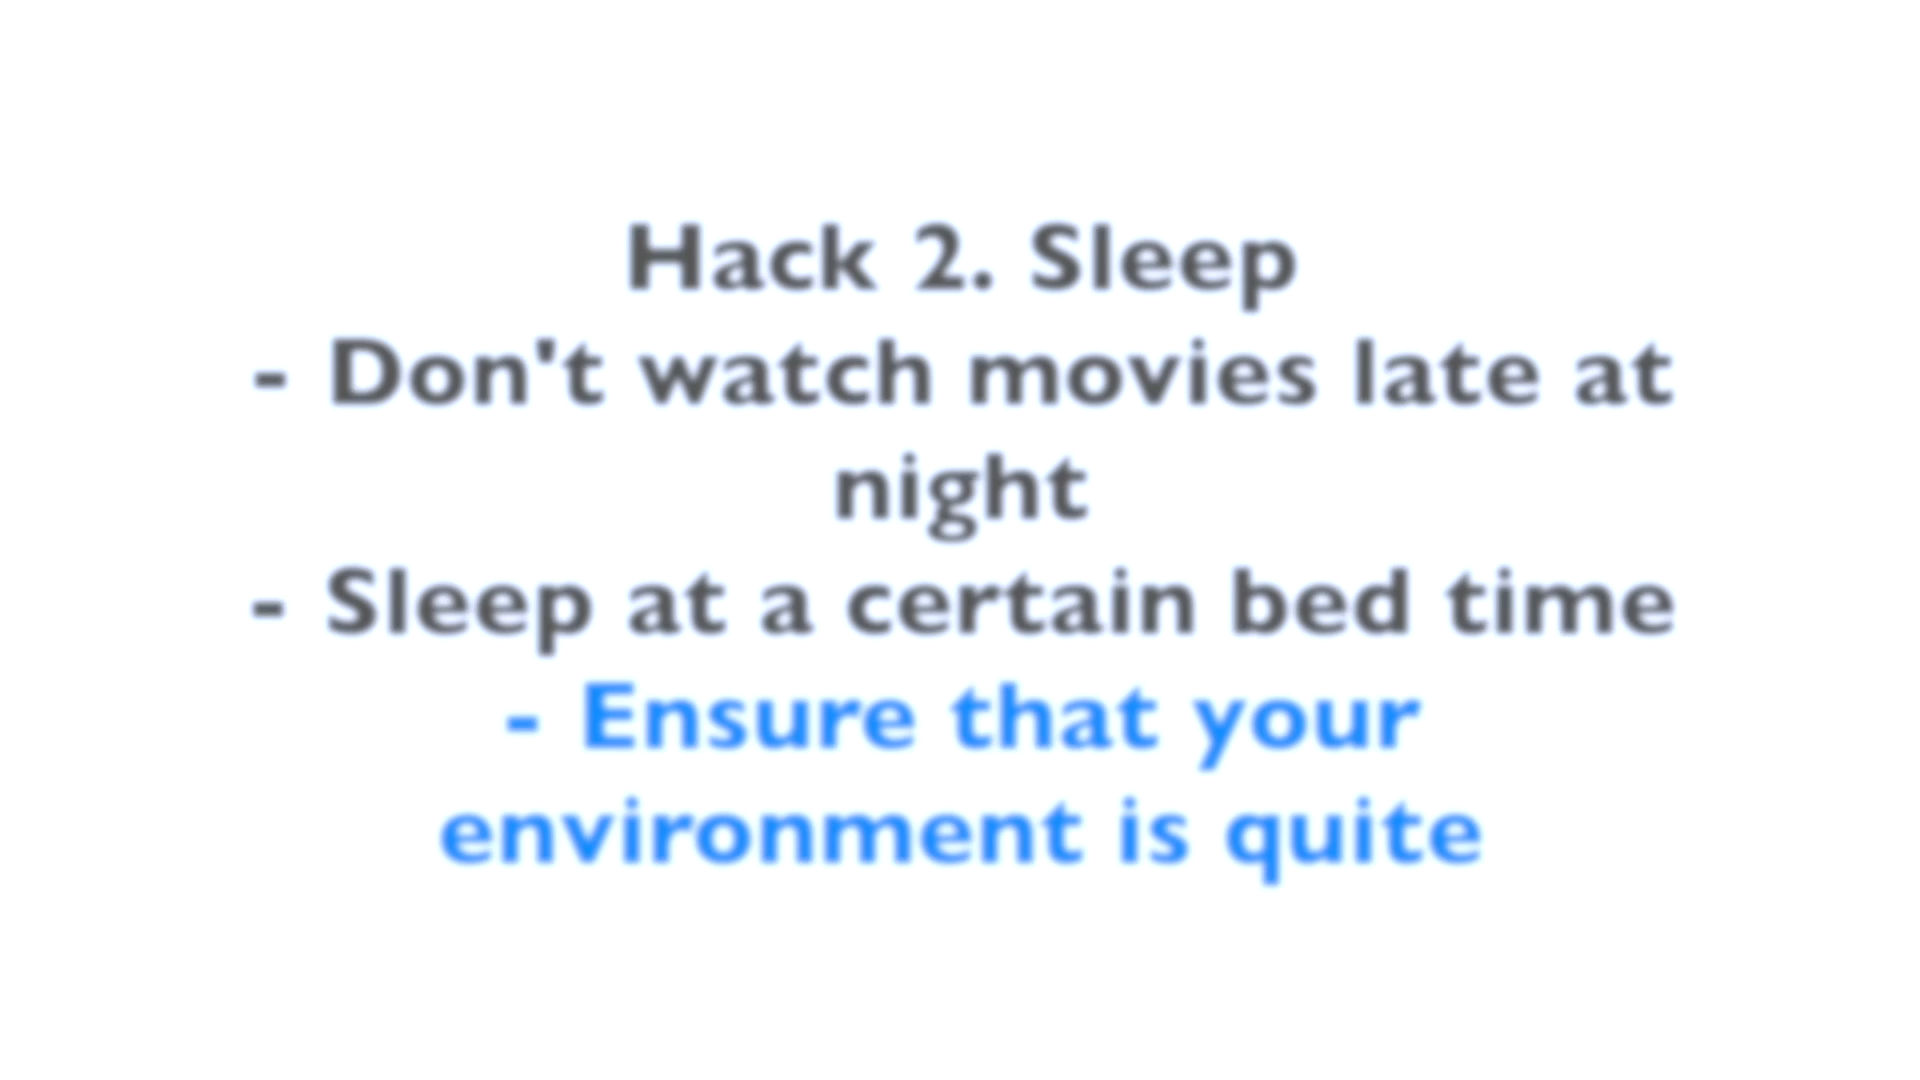 Hack 2. Sleep
- Don't watch movies late at
night
- Sleep at a certain bed time
- Ensure that your
environment is quite